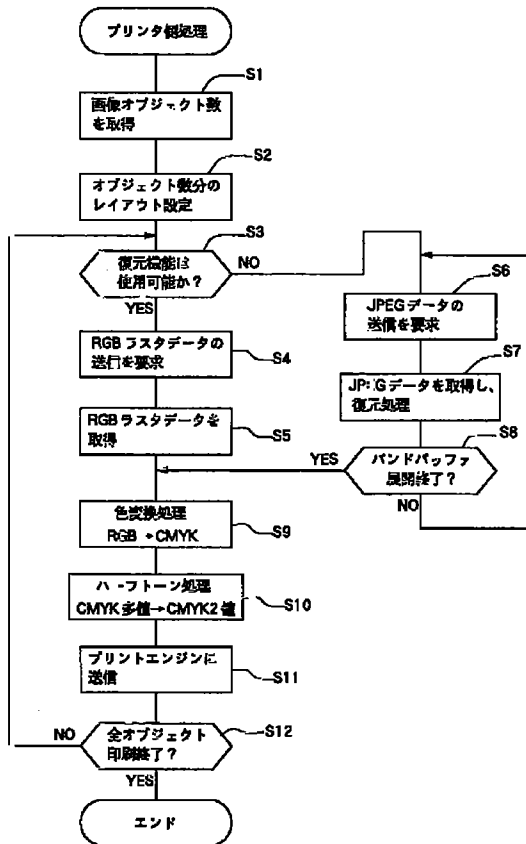 プリンタ側処理
S1
画像オブジェクト数
を取得
S2
オブジェクト数分の
レイアウト設定
S3
復元機能は
使用可能か?
NO
YES
RGBラスタデータの
送信を要求
S4
RGBラスタデータを
取得
S5
S6
JPEGデータの
送信を要求
S7
JPEGデータを取得し、
復元処理
S8
バンドバッファ
展開終了?
YES
NO
色変換処理
RGB→CMYK
S9
ハーフトーン処理
CMYK多値→CMYK2値
S10
プリントエンジンに
送信
S11
S12
全オブジェクト
印刷終了?
NO
YES
エンド